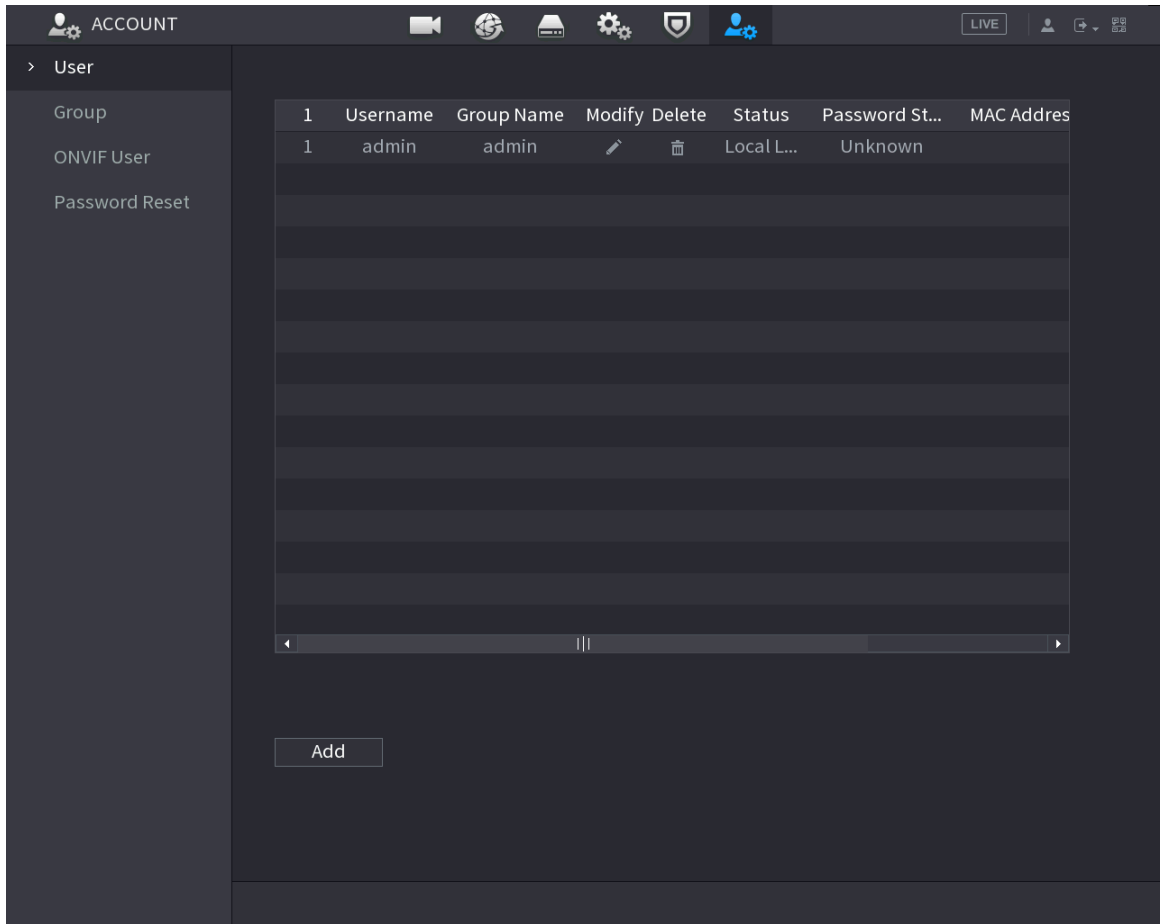 ACCOUNT
LIVE
User
Group
ONVIF User
Password Reset
1 Username Group Name Modify Delete Status Password St... MAC Addres
1 admin admin Local L... Unknown
Add